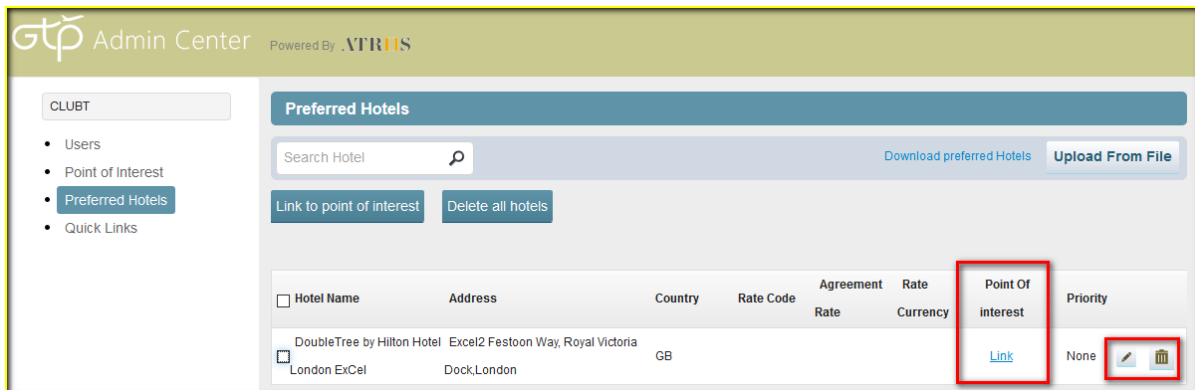 gtp Admin Center Powered By ATRIIS
CLUBT
Users
Point of Interest
Preferred Hotels
Quick Links
Preferred Hotels
Search Hotel
Download preferred Hotels
Upload From File
Link to point of interest
Delete all hotels
Hotel Name Address Country Rate Code Agreement Rate Rate Currency Point Of interest Priority
DoubleTree by Hilton Hotel London ExCel Excel2 Festoon Way, Royal Victoria Dock,London GB Link None